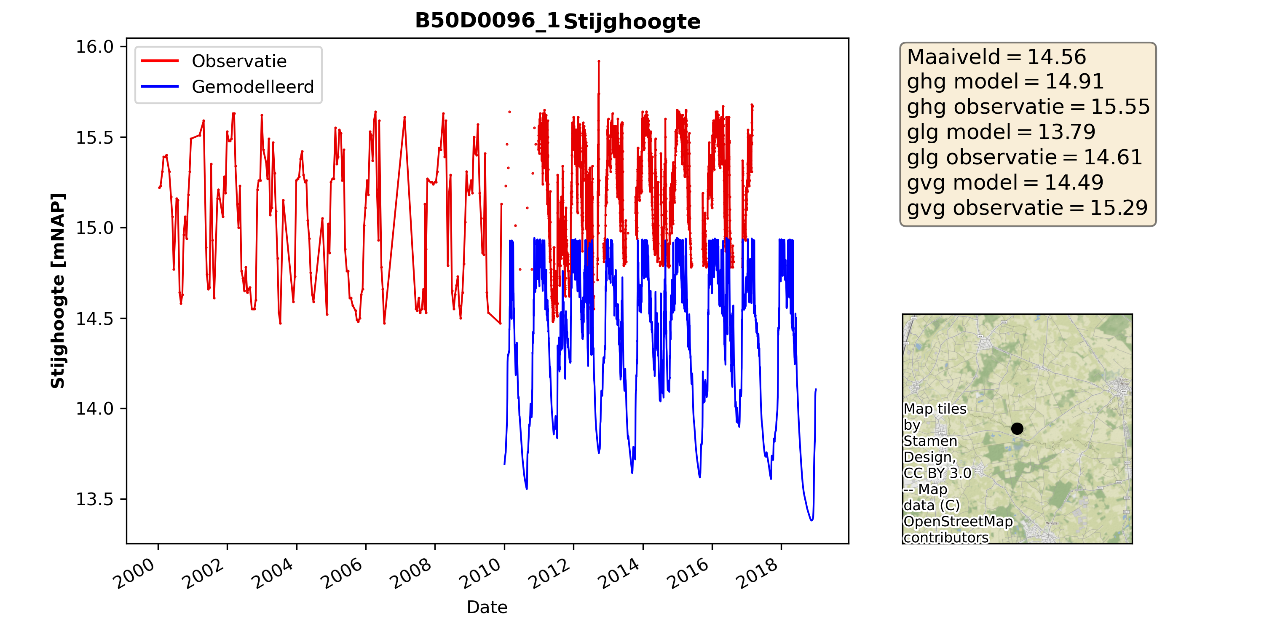 B50D0096_1 Stijghoogte
16.0
15.5
15.0
14.5
14.0
13.5
Stijghoogte [mNAP]
Observatie
Gemodelleerd
2000 2002 2004 2006 2008 2010 2012 2014 2016 2018
Date
Maaiveld = 14.56
ghg model = 14.91
ghg observatie = 15.55
glg model = 13.79
glg observatie = 14.61
gvg model = 14.49
gvg observatie = 15.29
Map tiles
by
Stamen
Design,
CC BY 3.0
-- Map
data (C)
OpenStreetMap
contributors